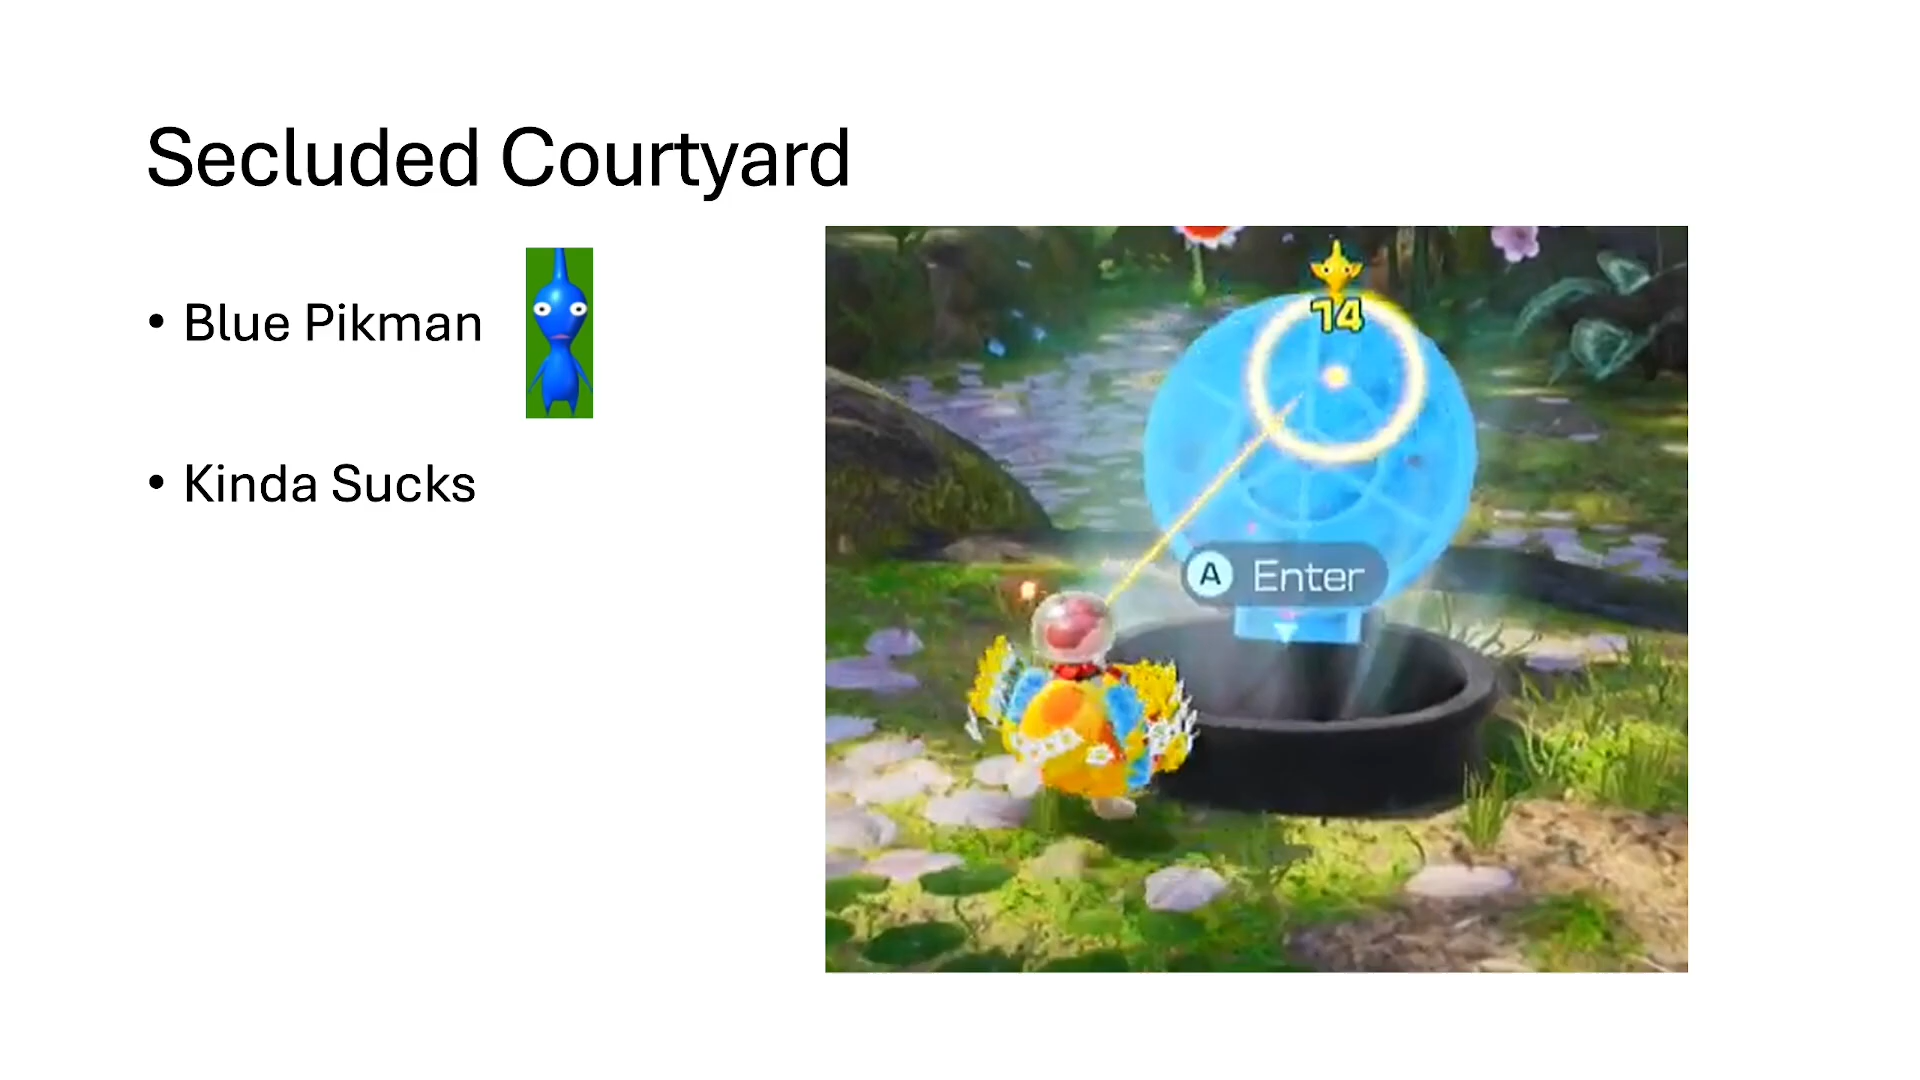 Secluded Courtyard
• Blue Pikman
• Kinda Sucks
14
A Enter